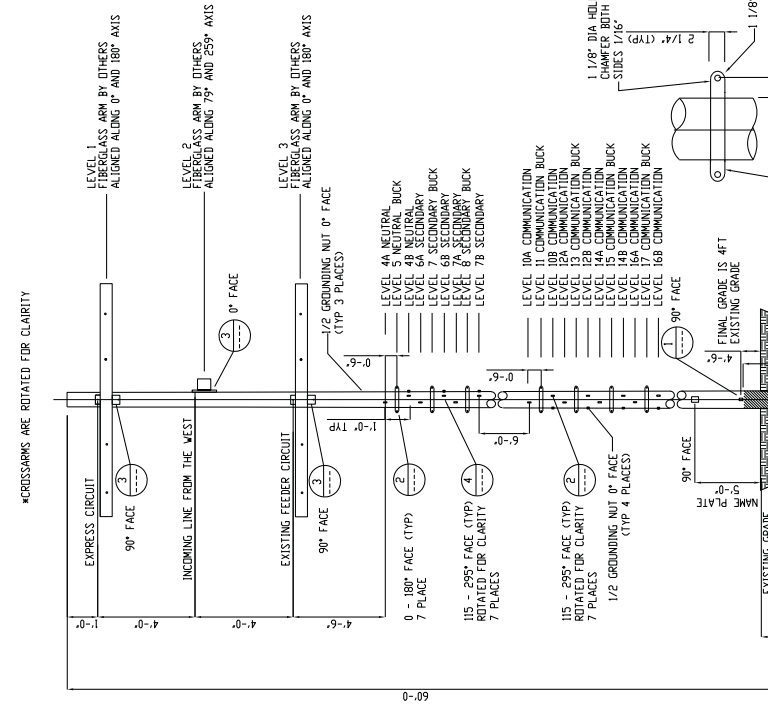 *CROSSARMS ARE ROTATED FOR CLAIRITY
LEVEL 1
FIBERGLASS ARM BY OTHERS
ALIGNED ALONG 0° AND 180° AXIS
LEVEL 2
FIBERGLASS ARM BY OTHERS
ALIGNED ALONG 79° AND 259° AXIS
LEVEL 3
FIBERGLASS ARM BY OTHERS
ALIGNED ALONG 0° AND 180° AXIS
3
0° FACE
1/2 GROUNDING NUT 0° FACE
(TYP 3 PLACES)
LEVEL 4A NEUTRAL
LEVEL 5 NEUTRAL BUCK
LEVEL 4B NEUTRAL
LEVEL 6A SECONDARY
LEVEL 7 SECONDARY BUCK
LEVEL 6B SECONDARY
LEVEL 7A SECONDARY
LEVEL 8 SECONDARY BUCK
LEVEL 7B SECONDARY
LEVEL 10A COMMUNICATION
LEVEL 11 COMMUNICATION BUCK
LEVEL 10B COMMUNICATION
LEVEL 12A COMMUNICATION
LEVEL 13 COMMUNICATION BUCK
LEVEL 12B COMMUNICATION
LEVEL 14A COMMUNICATION
LEVEL 15 COMMUNICATION BUCK
LEVEL 14B COMMUNICATION
LEVEL 16A COMMUNICATION
LEVEL 17 COMMUNICATION BUCK
LEVEL 16B COMMUNICATION
1 1/8" DIA HOL
CHAMFER BOTH
SIDES 1/16"
2 1/4" (TYP)
1 1/8"
1
90° FACE
FINAL GRADE IS 4FT
EXISTING GRADE
4'-6"
0'-6"
0'-6"
1'-0" TYP
6'-0"
EXPRESS CIRCUIT
3
90° FACE
INCOMING LINE FROM THE WEST
EXISTING FEEDER CIRCUIT
3
90° FACE
2
0 - 180° FACE (TYP)
7 PLACE
4
115 - 295° FACE (TYP)
ROTATED FOR CLARITY
7 PLACES
2
115 - 295° FACE (TYP)
ROTATED FOR CLARITY
7 PLACES
1/2 GROUNDING NUT 0° FACE
(TYP 4 PLACES)
90° FACE
5'-0"
NAME PLATE
EXISTING GRADE
1'-0"
4'-0"
4'-0"
4'-6"
60'-0"